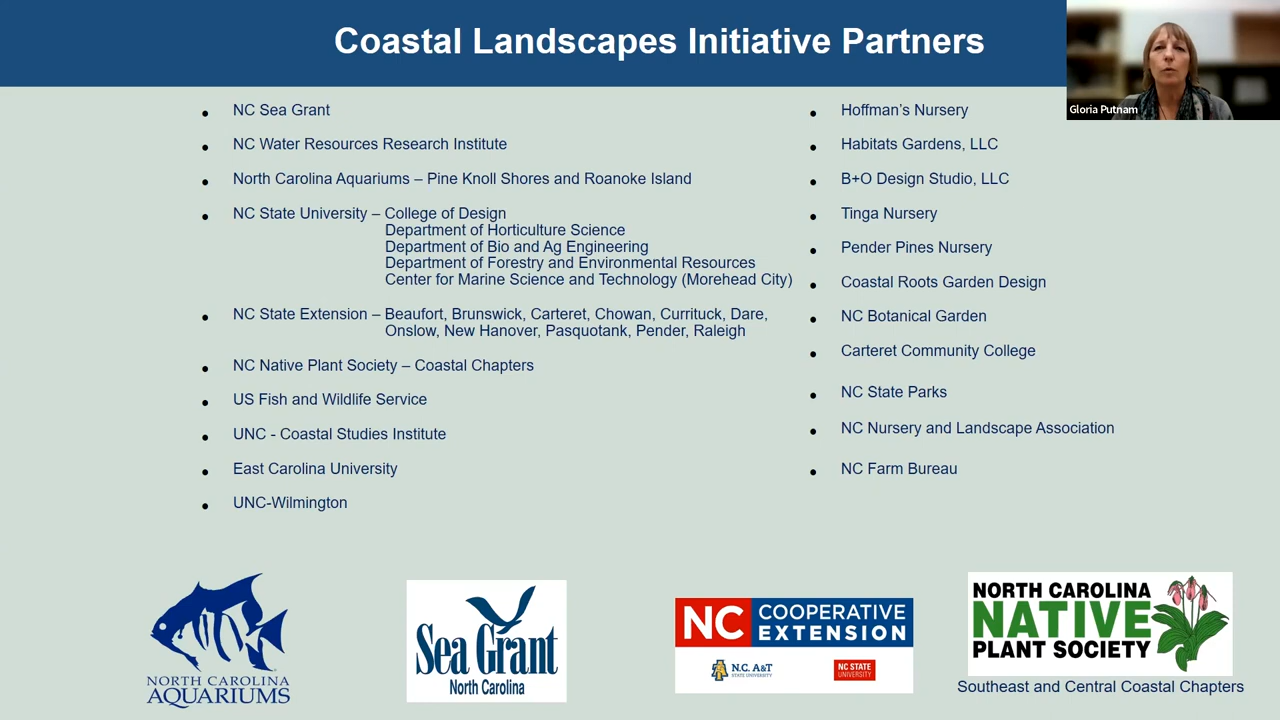 Coastal Landscapes Initiative Partners
Gloria Putnam
NC Sea Grant
NC Water Resources Research Institute
North Carolina Aquariums – Pine Knoll Shores and Roanoke Island
NC State University – College of Design
Department of Horticulture Science
Department of Bio and Ag Engineering
Department of Forestry and Environmental Resources
Center for Marine Science and Technology (Morehead City)
NC State Extension – Beaufort, Brunswick, Carteret, Chowan, Currituck, Dare,
Onslow, New Hanover, Pasquotank, Pender, Raleigh
NC Native Plant Society – Coastal Chapters
US Fish and Wildlife Service
UNC - Coastal Studies Institute
East Carolina University
UNC-Wilmington
Hoffman's Nursery
Habitats Gardens, LLC
B+O Design Studio, LLC
Tinga Nursery
Pender Pines Nursery
Coastal Roots Garden Design
NC Botanical Garden
Carteret Community College
NC State Parks
NC Nursery and Landscape Association
NC Farm Bureau
NORTH CAROLINA
AQUARIUMS
Sea Grant
North Carolina
NC COOPERATIVE
EXTENSION
N.C. A&T
STATE UNIVERSITY
NC STATE
UNIVERSITY
NORTH CAROLINA
NATIVE
PLANT SOCIETY
Southeast and Central Coastal Chapters